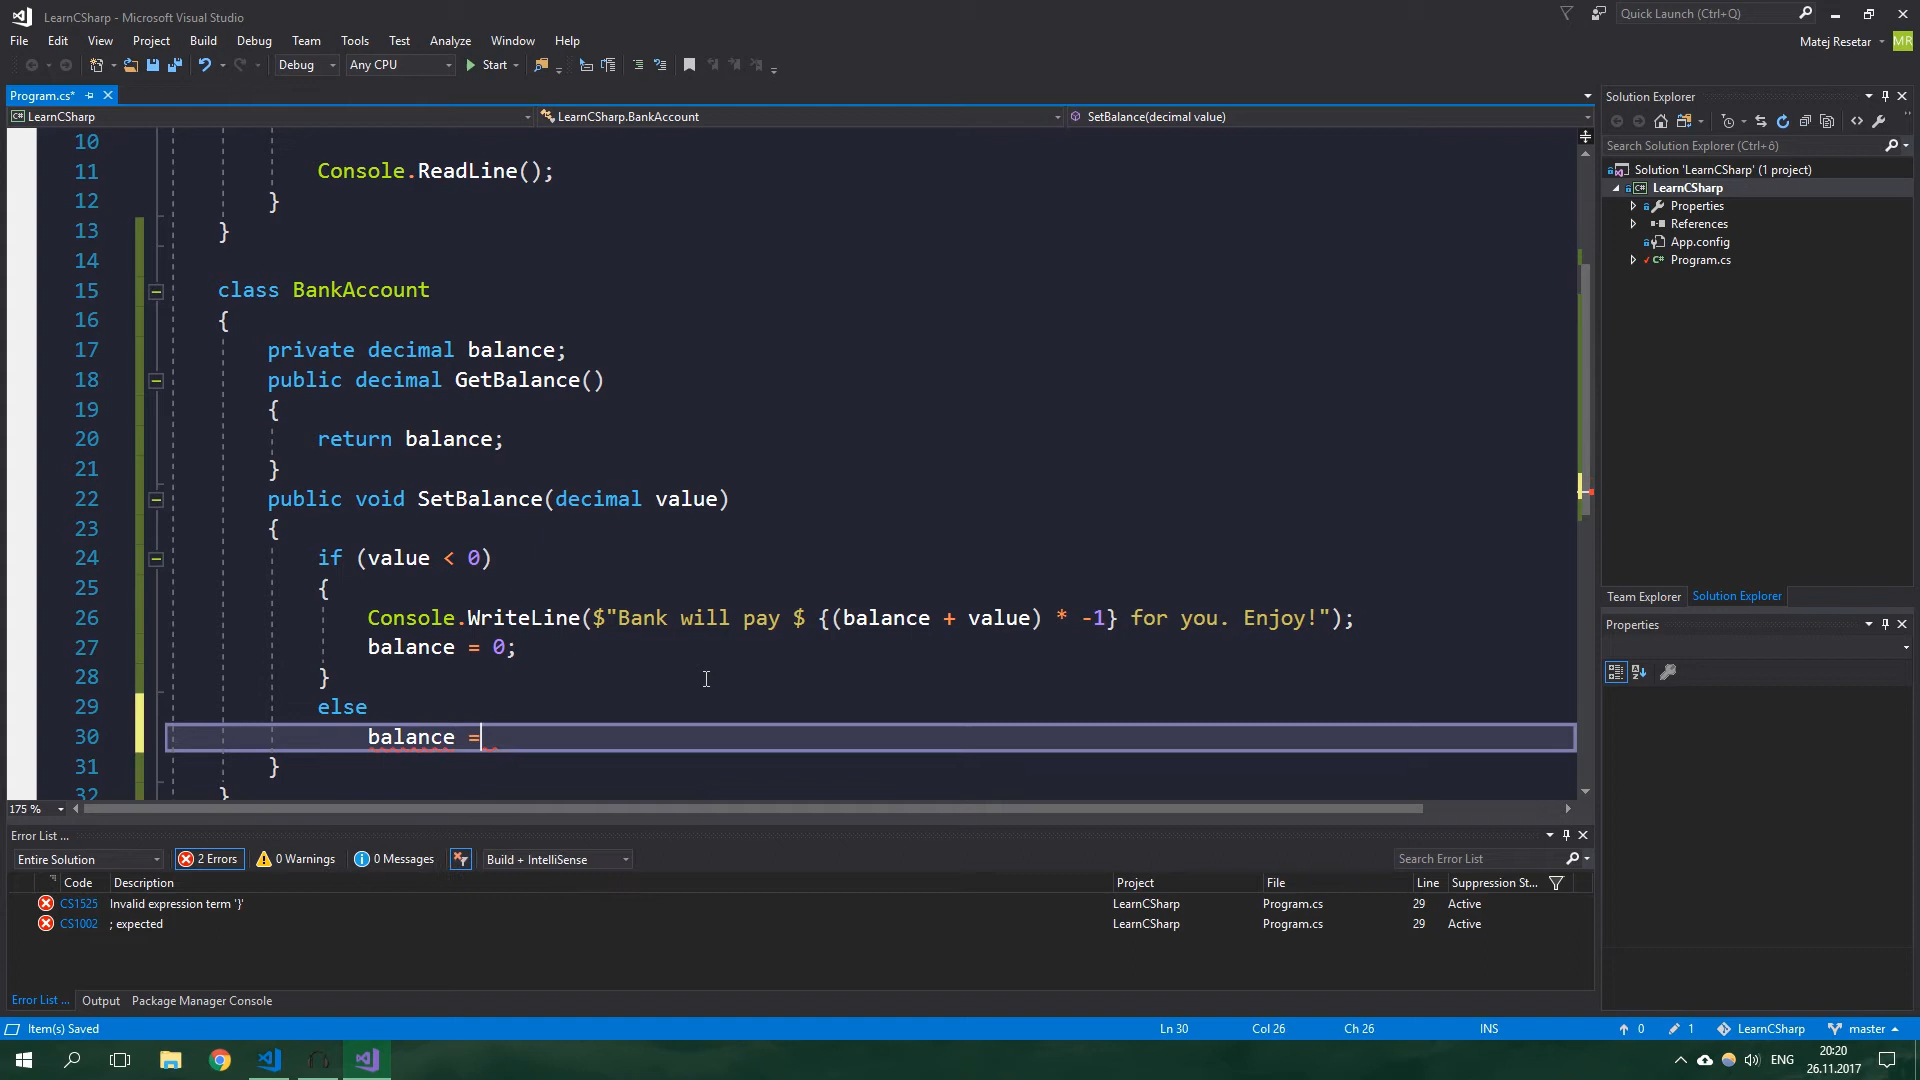 LearnCSharp - Microsoft Visual Studio
Quick Launch (Ctrl+Q)
File Edit View Project Build Debug Team Tools Test Analyze Window Help
Matej Resetar MR
Debug Any CPU Start
Program.cs*
LearnCSharp LearnCSharp.BankAccount SetBalance(decimal value)
10
11 Console.ReadLine();
12 }
13 }
14
15 class BankAccount
16 {
17 private decimal balance;
18 public decimal GetBalance()
19 {
20 return balance;
21 }
22 public void SetBalance(decimal value)
23 {
24 if (value < 0)
25 {
26 Console.WriteLine($"Bank will pay $ {(balance + value) * -1} for you. Enjoy!");
27 balance = 0;
28 }
29 else
30 balance =
31 }
32 }
175 %
Solution Explorer
Search Solution Explorer (Ctrl+š)
Solution 'LearnCSharp' (1 project)
LearnCSharp
Properties
References
App.config
Program.cs
Team Explorer Solution Explorer
Properties
Error List ...
Entire Solution 2 Errors 0 Warnings 0 Messages Build + IntelliSense Search Error List
Code Description Project File Line Suppression St...
CS1525 Invalid expression term '}' LearnCSharp Program.cs 29 Active
CS1002 ; expected LearnCSharp Program.cs 29 Active
Error List ... Output Package Manager Console
Item(s) Saved Ln 30 Col 26 Ch 26 INS 0 1 LearnCSharp master
ENG 20:20
26.11.2017